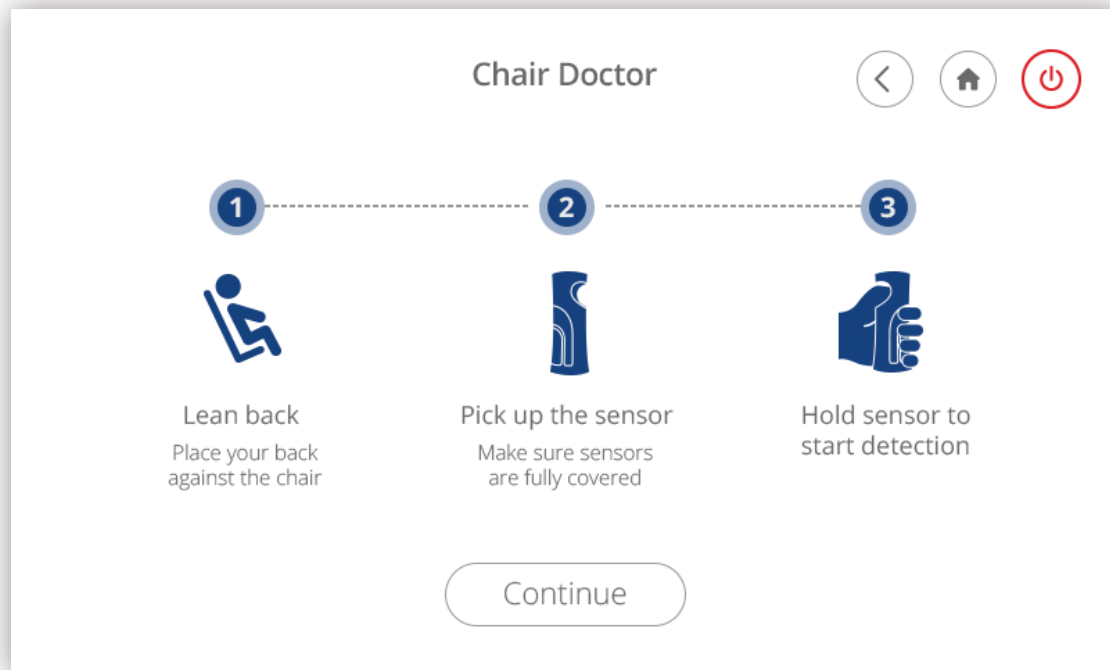 Chair Doctor
1
2
3
Lean back
Place your back
against the chair
Pick up the sensor
Make sure sensors
are fully covered
Hold sensor to
start detection
Continue